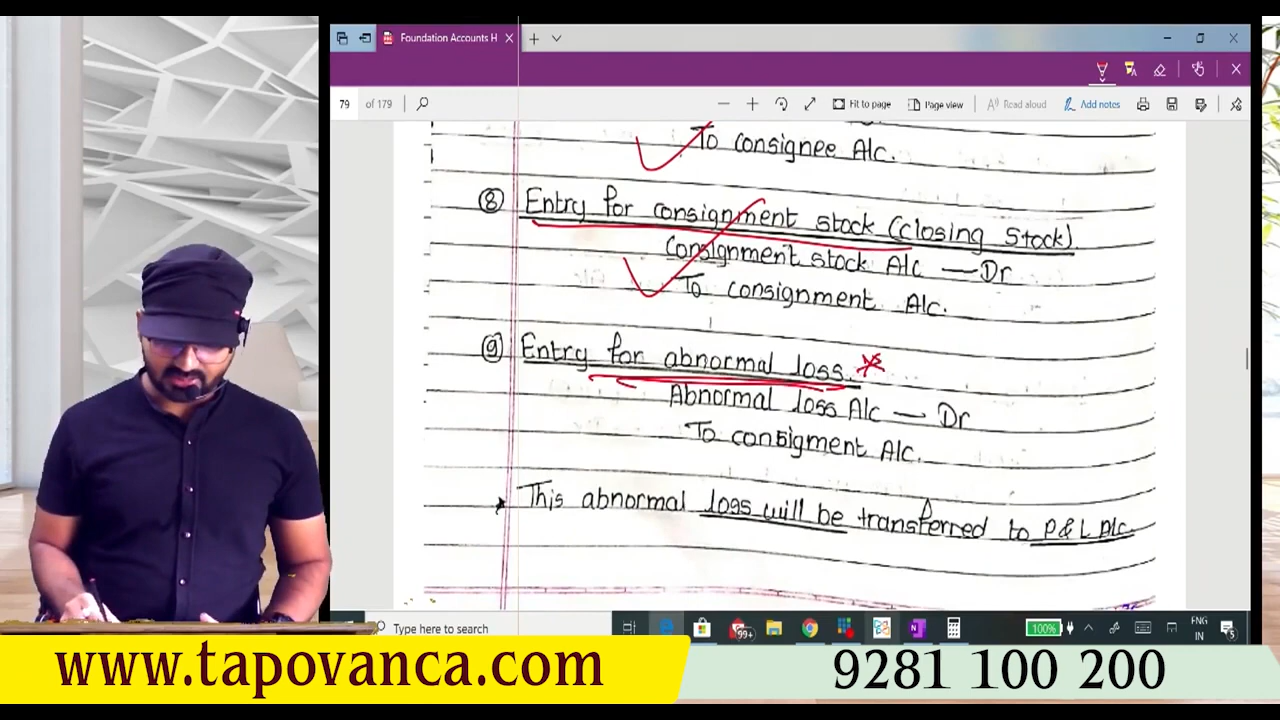 Foundation Accounts H
79 of 179
Fit to page
Page view
Read aloud
Add notes
To consignee A/c.
⑧ Entry for consignment stock (closing stock).
Consignment stock A/c — Dr
To consignment A/c.
⑨ Entry for abnormal loss.
Abnormal loss A/c — Dr
To consigment A/c.
This abnormal loss will be transferred to P & L A/c.
Type here to search
99+
100%
ENG
IN
5
www.tapovanca.com
9281 100 200